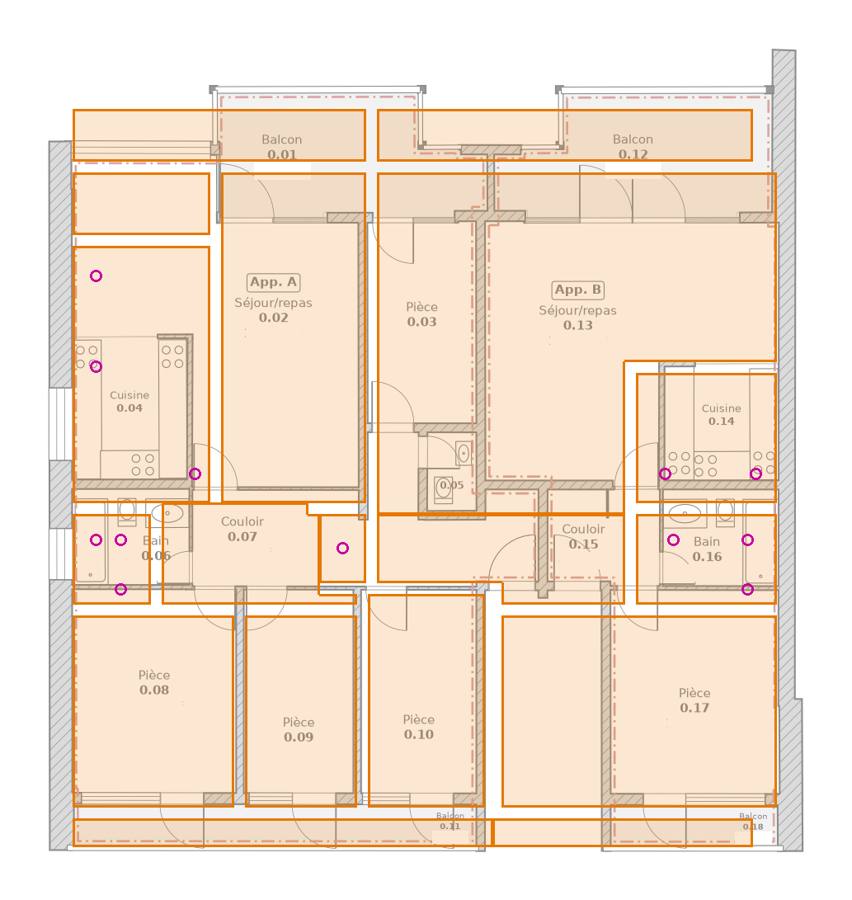 Balcon
0.01
Balcon
0.12
App. A
Séjour/repas
0.02
App. B
Séjour/repas
0.13
Pièce
0.03
Cuisine
0.04
Cuisine
0.14
0.05
Couloir
0.07
Bain
0.06
Couloir
0.15
Bain
0.16
Pièce
0.08
Pièce
0.09
Pièce
0.10
Pièce
0.17
Balcon
0.11
Balcon
0.18